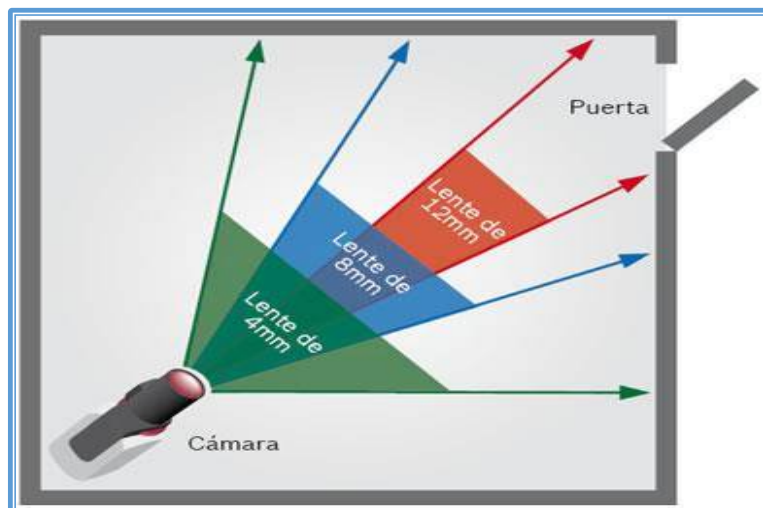 Puerta
Lente de
12mm
Lente de
8mm
Lente de
4mm
Cámara